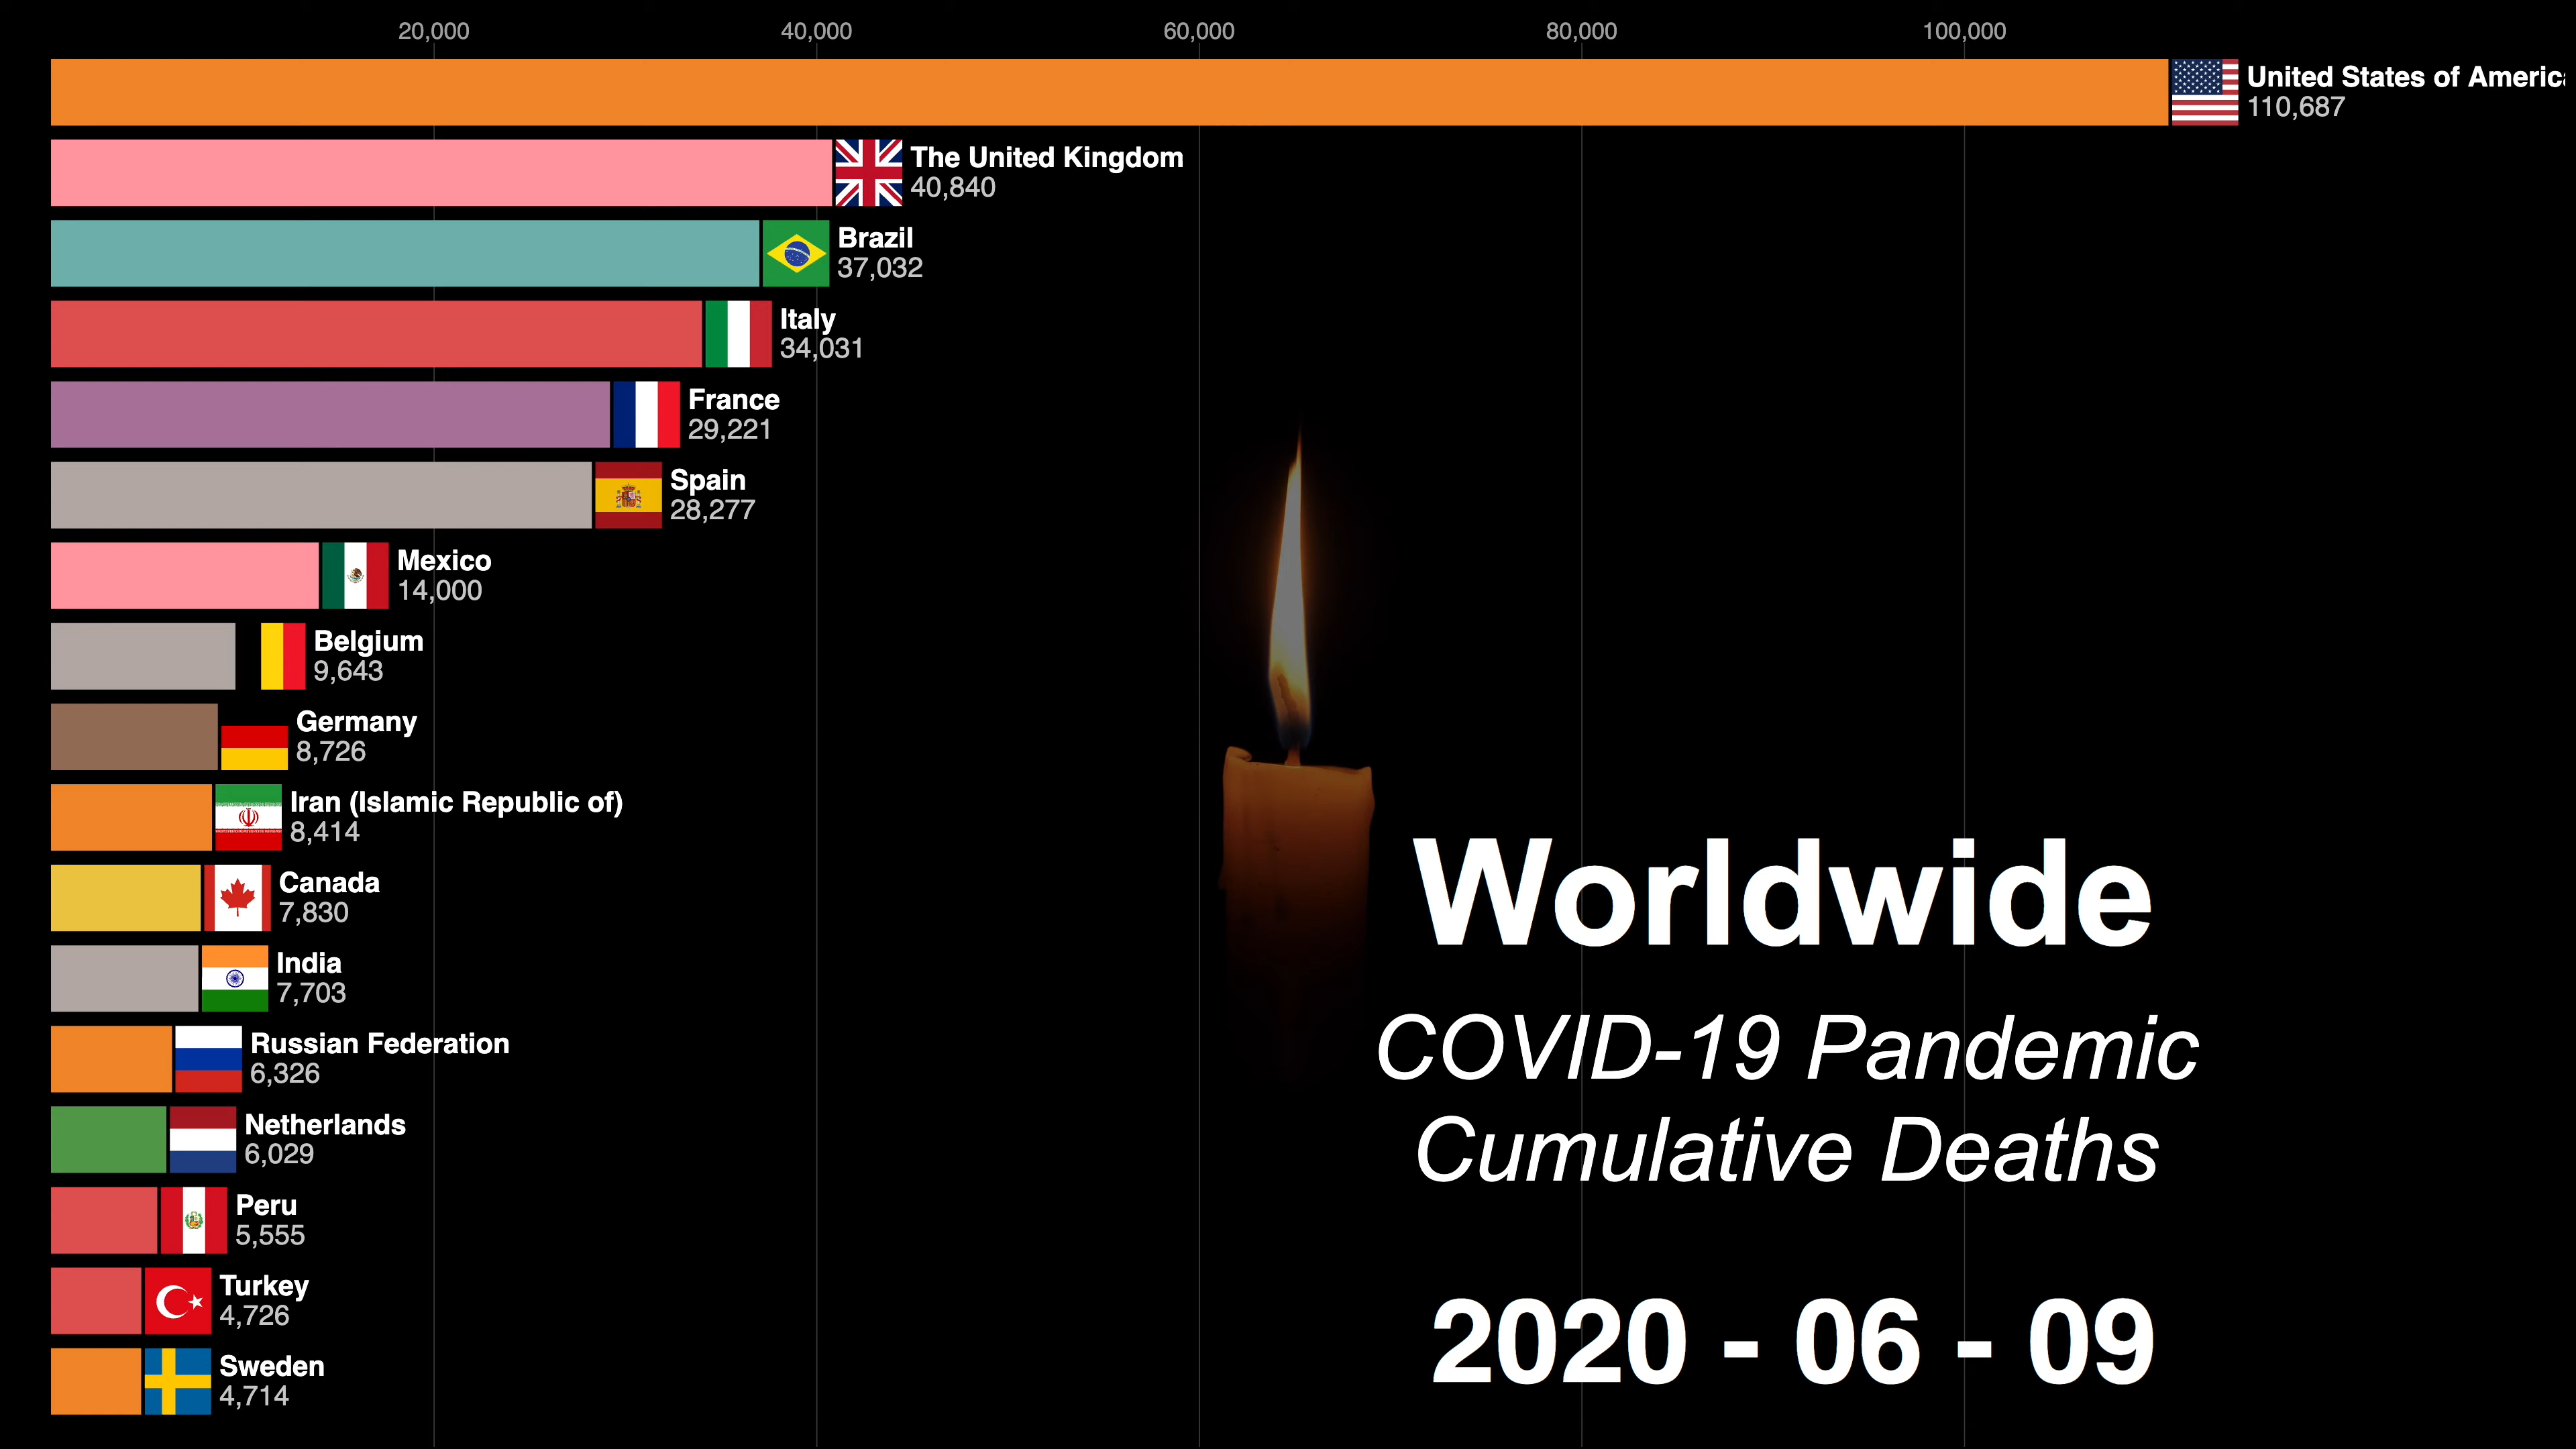 20,000 40,000 60,000 80,000 100,000
United States of Americ
110,687
The United Kingdom
40,840
Brazil
37,032
Italy
34,031
France
29,221
Spain
28,277
Mexico
14,000
Belgium
9,643
Germany
8,726
Iran (Islamic Republic of)
8,414
Canada
7,830
India
7,703
Russian Federation
6,326
Netherlands
6,029
Peru
5,555
Turkey
4,726
Sweden
4,714
Worldwide
COVID-19 Pandemic
Cumulative Deaths
2020 - 06 - 09